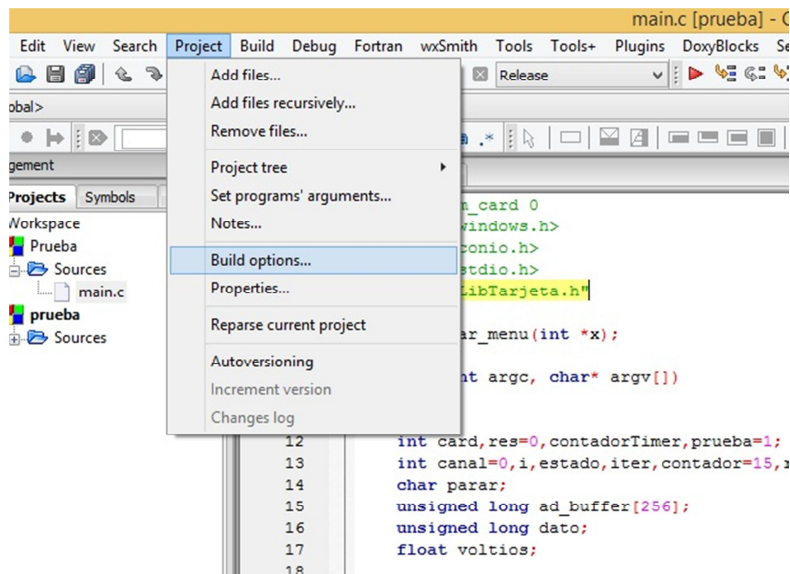 main.c [prueba] - C
Edit View Search Project Build Debug Fortran wxSmith Tools Tools+ Plugins DoxyBlocks Se
Release
obal>
gement
Projects Symbols
Workspace
Prueba
Sources
main.c
prueba
Sources
Add files...
Add files recursively...
Remove files...
Project tree
Set programs' arguments...
Notes...
Build options...
Properties...
Reparse current project
Autoversioning
Increment version
Changes log
m_card 0
windows.h>
conio.h>
stdio.h>
LibTarjeta.h"
ar_menu(int *x);
nt argc, char* argv[])
12 int card,res=0,contadorTimer,prueba=1;
13 int canal=0,i,estado,iter,contador=15,r
14 char parar;
15 unsigned long ad_buffer[256];
16 unsigned long dato;
17 float voltios;
18